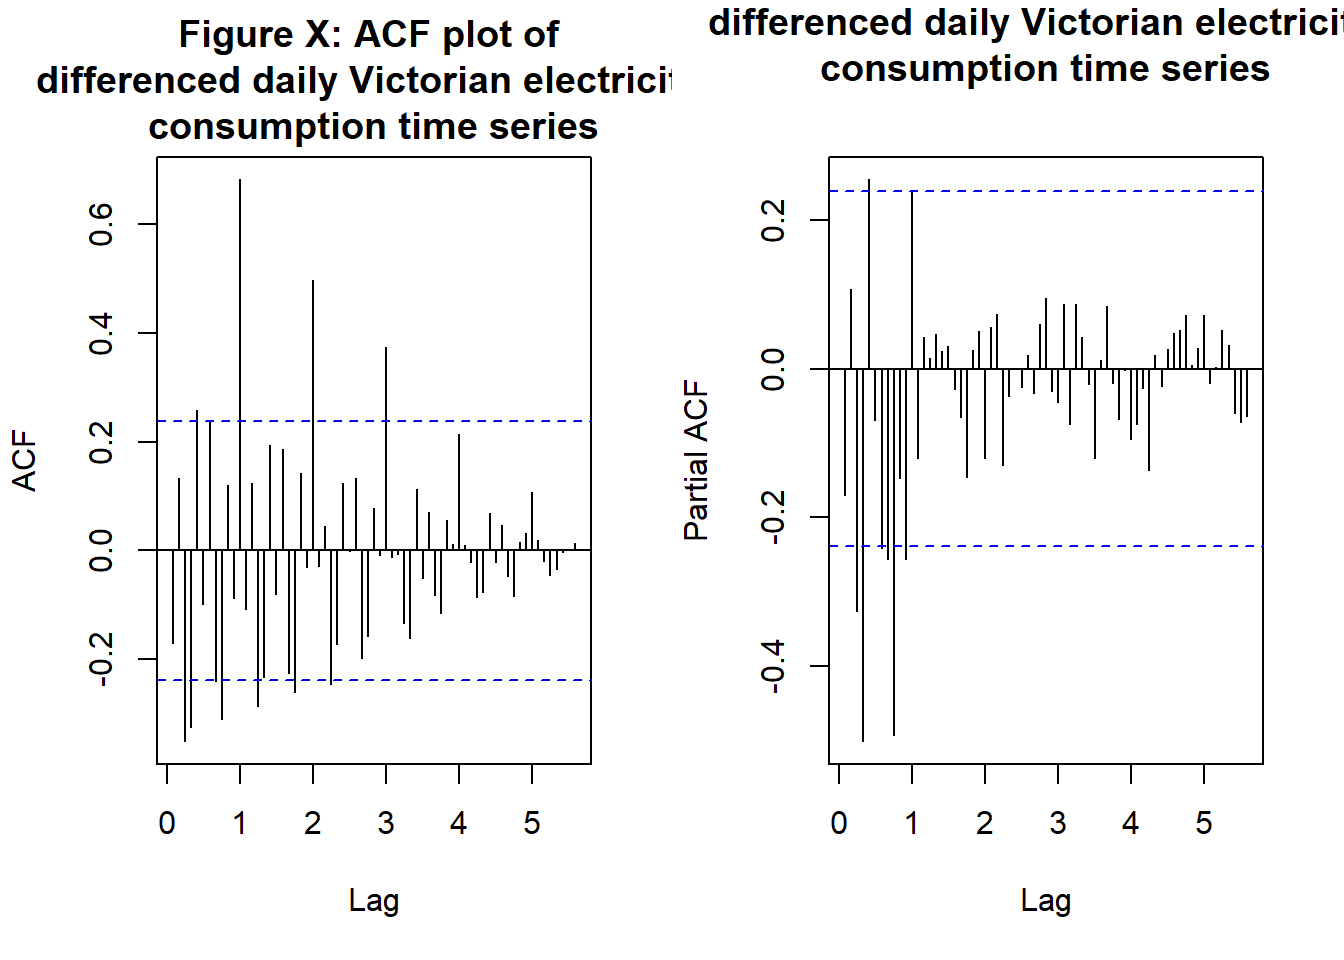 Figure X: ACF plot of
differenced daily Victorian electricit
consumption time series
ACF
0.6
0.4
0.2
0.0
-0.2
0 1 2 3 4 5
Lag
differenced daily Victorian electricit
consumption time series
Partial ACF
0.2
0.0
-0.2
-0.4
0 1 2 3 4 5
Lag